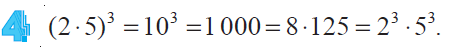 4. (2 · 5)³ = 10³ = 1 000 = 8 · 125 = 2³ · 5³.